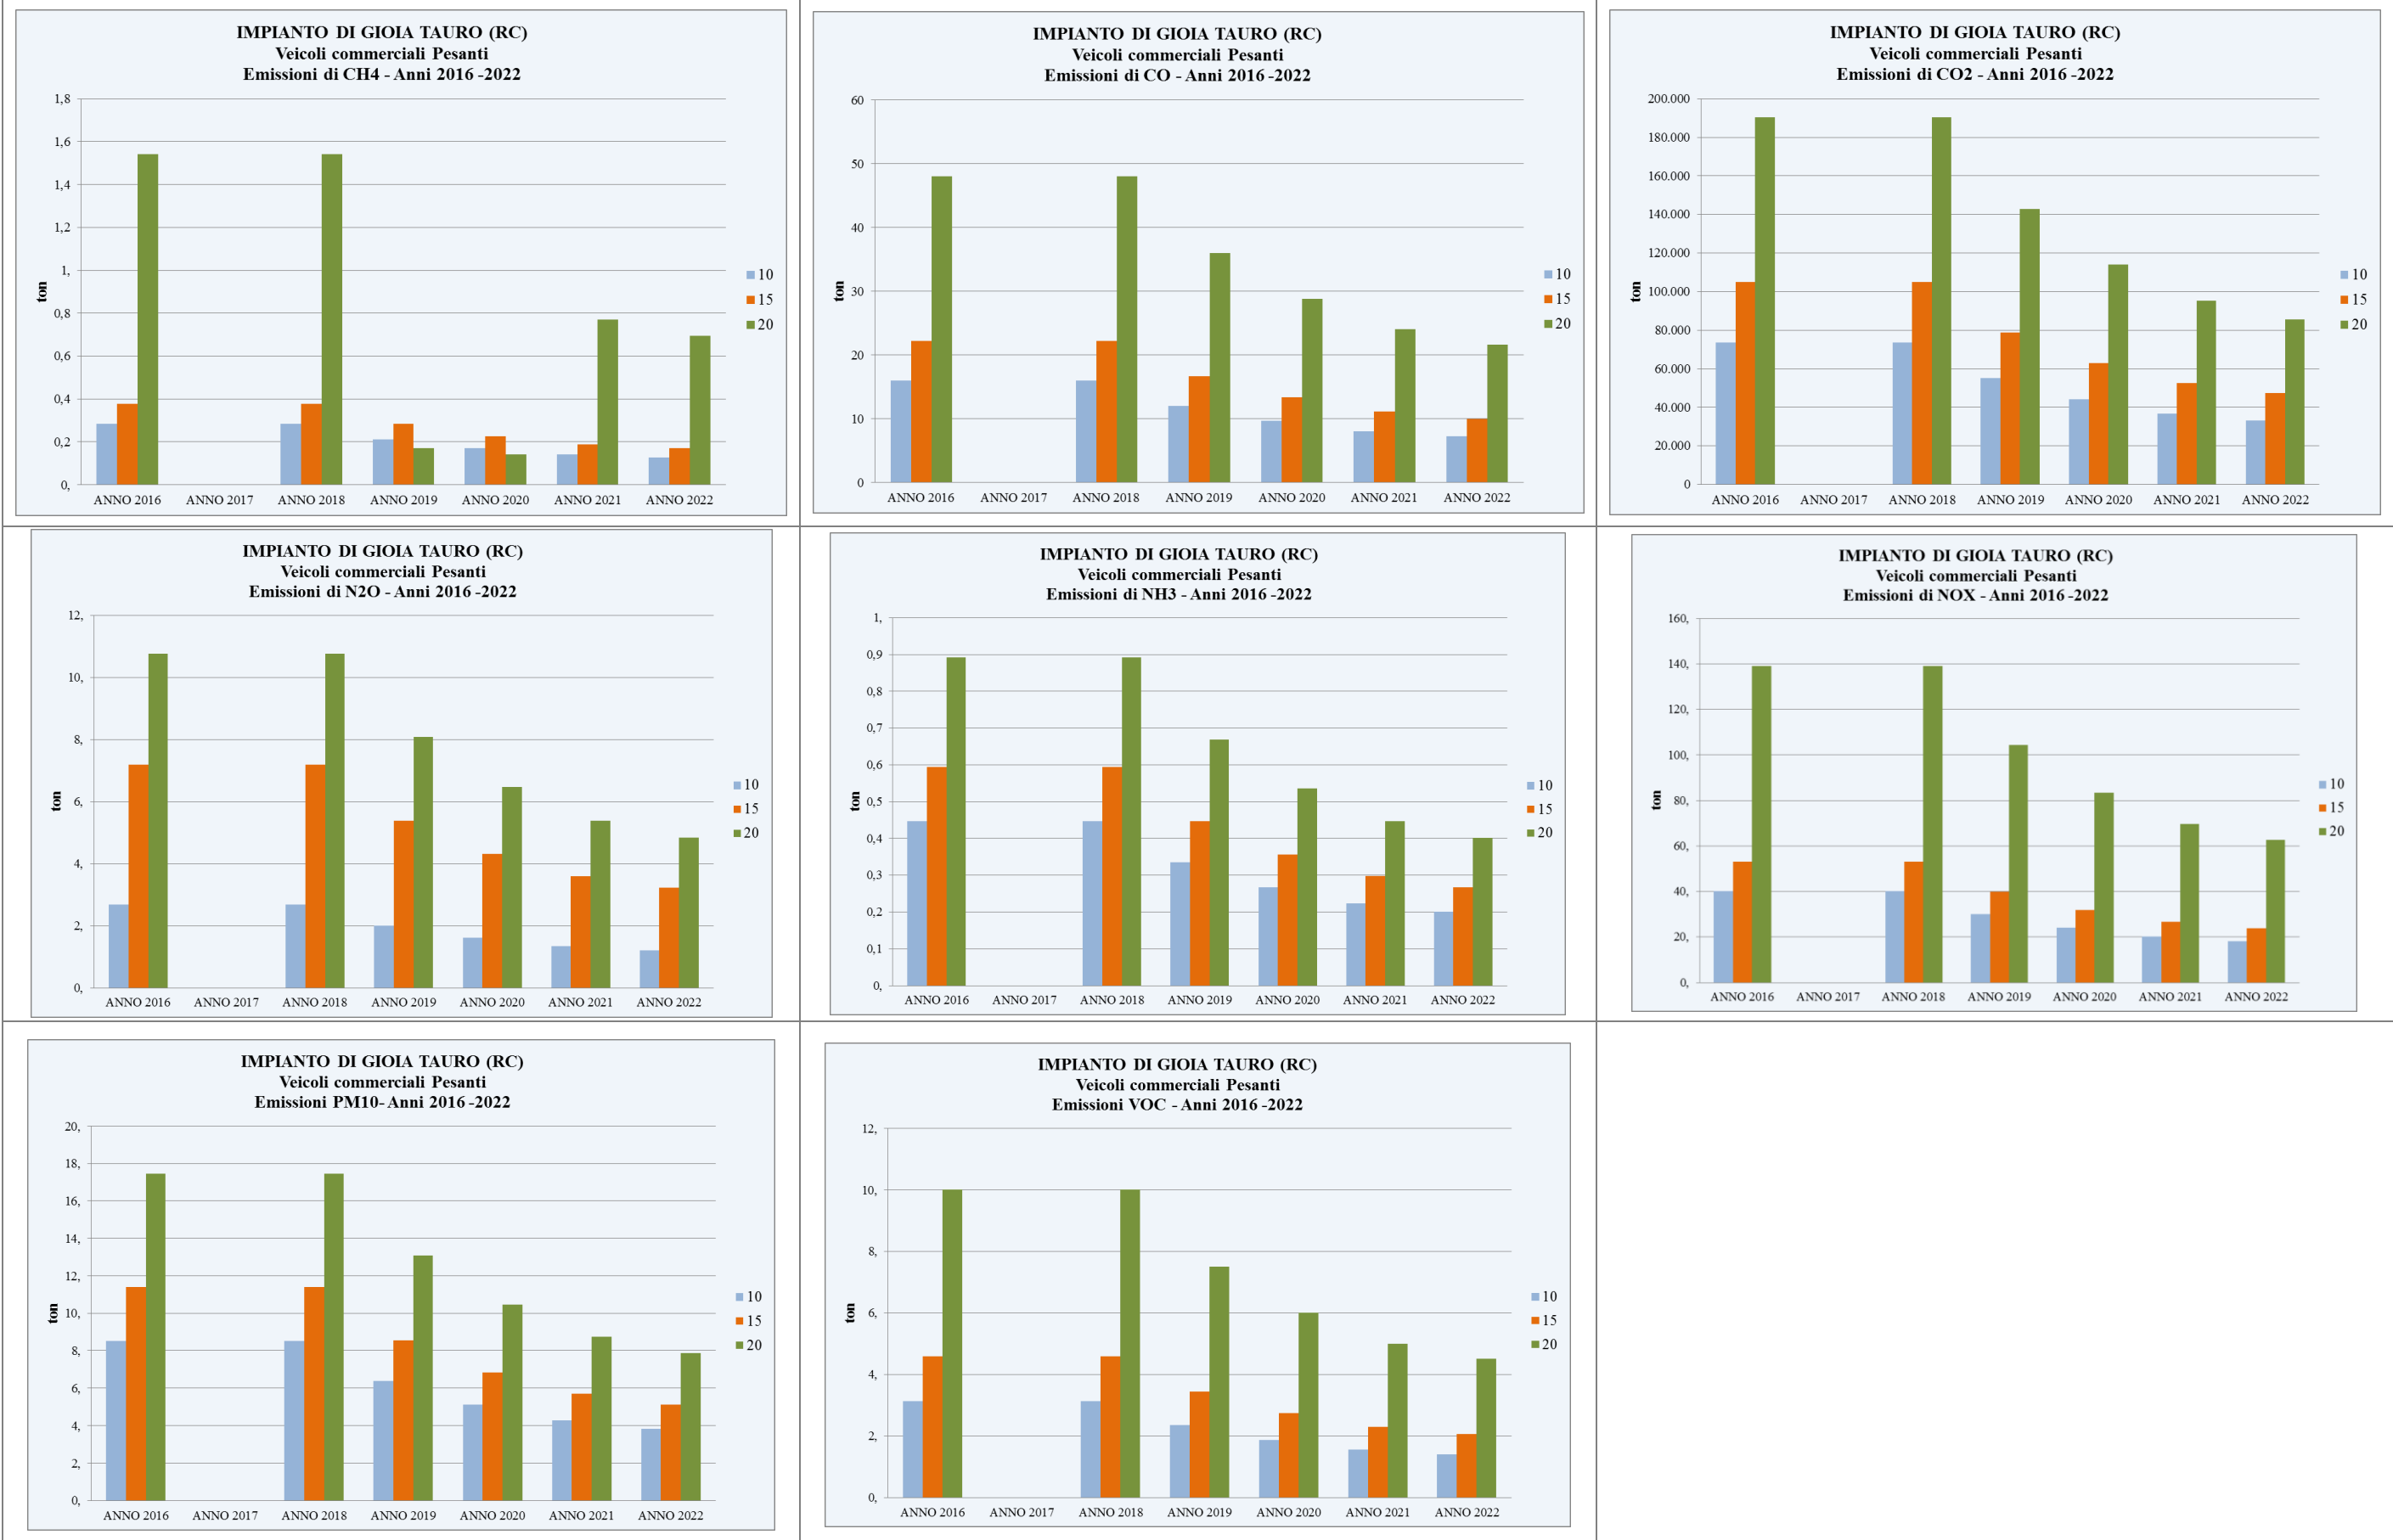 IMPIANTO DI GIOIA TAURO (RC)
Veicoli commerciali Pesanti
Emissioni di CH4 - Anni 2016 -2022
1,8
1,6
1,4
1,2
1,
0,8
0,6
0,4
0,2
0,
ton
ANNO 2016 ANNO 2017 ANNO 2018 ANNO 2019 ANNO 2020 ANNO 2021 ANNO 2022
10
15
20
IMPIANTO DI GIOIA TAURO (RC)
Veicoli commerciali Pesanti
Emissioni di CO - Anni 2016 -2022
60
50
40
30
20
10
0
ton
ANNO 2016 ANNO 2017 ANNO 2018 ANNO 2019 ANNO 2020 ANNO 2021 ANNO 2022
10
15
20
IMPIANTO DI GIOIA TAURO (RC)
Veicoli commerciali Pesanti
Emissioni di CO2 - Anni 2016 -2022
200.000
180.000
160.000
140.000
120.000
100.000
80.000
60.000
40.000
20.000
0
ton
ANNO 2016 ANNO 2017 ANNO 2018 ANNO 2019 ANNO 2020 ANNO 2021 ANNO 2022
10
15
20
IMPIANTO DI GIOIA TAURO (RC)
Veicoli commerciali Pesanti
Emissioni di N2O - Anni 2016 -2022
12,
10,
8,
6,
4,
2,
0,
ton
ANNO 2016 ANNO 2017 ANNO 2018 ANNO 2019 ANNO 2020 ANNO 2021 ANNO 2022
10
15
20
IMPIANTO DI GIOIA TAURO (RC)
Veicoli commerciali Pesanti
Emissioni di NH3 - Anni 2016 -2022
1,
0,9
0,8
0,7
0,6
0,5
0,4
0,3
0,2
0,1
0,
ton
ANNO 2016 ANNO 2017 ANNO 2018 ANNO 2019 ANNO 2020 ANNO 2021 ANNO 2022
10
15
20
IMPIANTO DI GIOIA TAURO (RC)
Veicoli commerciali Pesanti
Emissioni di NOX - Anni 2016 -2022
160,
140,
120,
100,
80,
60,
40,
20,
0,
ton
ANNO 2016 ANNO 2017 ANNO 2018 ANNO 2019 ANNO 2020 ANNO 2021 ANNO 2022
10
15
20
IMPIANTO DI GIOIA TAURO (RC)
Veicoli commerciali Pesanti
Emissioni PM10- Anni 2016 -2022
20,
18,
16,
14,
12,
10,
8,
6,
4,
2,
0,
ton
ANNO 2016 ANNO 2017 ANNO 2018 ANNO 2019 ANNO 2020 ANNO 2021 ANNO 2022
10
15
20
IMPIANTO DI GIOIA TAURO (RC)
Veicoli commerciali Pesanti
Emissioni VOC - Anni 2016 -2022
12,
10,
8,
6,
4,
2,
0,
ton
ANNO 2016 ANNO 2017 ANNO 2018 ANNO 2019 ANNO 2020 ANNO 2021 ANNO 2022
10
15
20